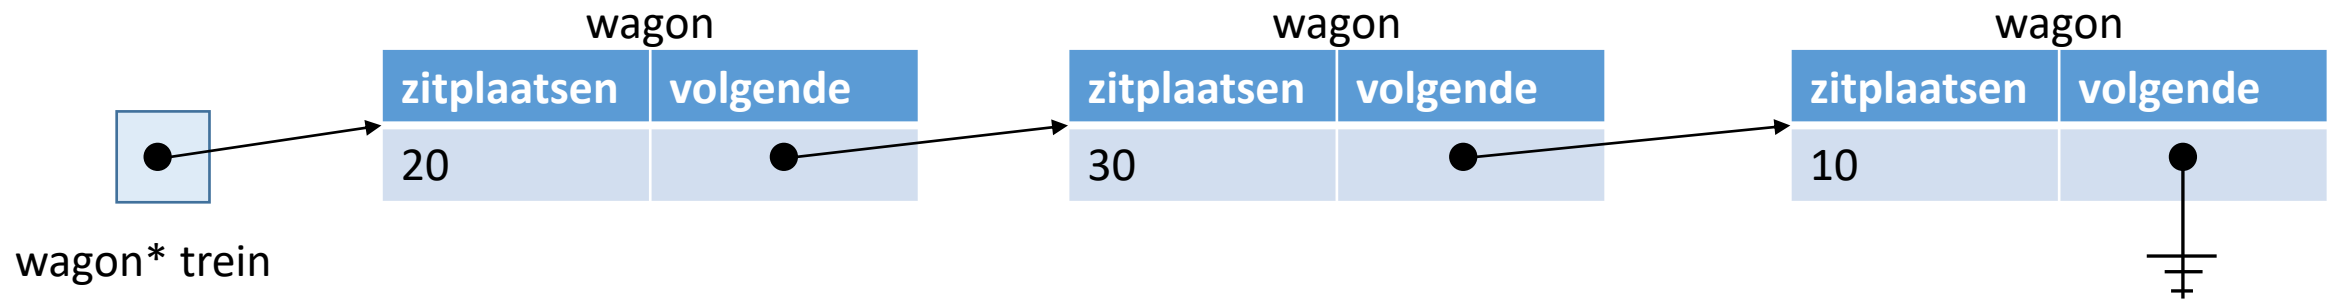 wagon wagon wagon
zitplaatsen volgende zitplaatsen volgende zitplaatsen volgende
20 30 10
wagon* trein